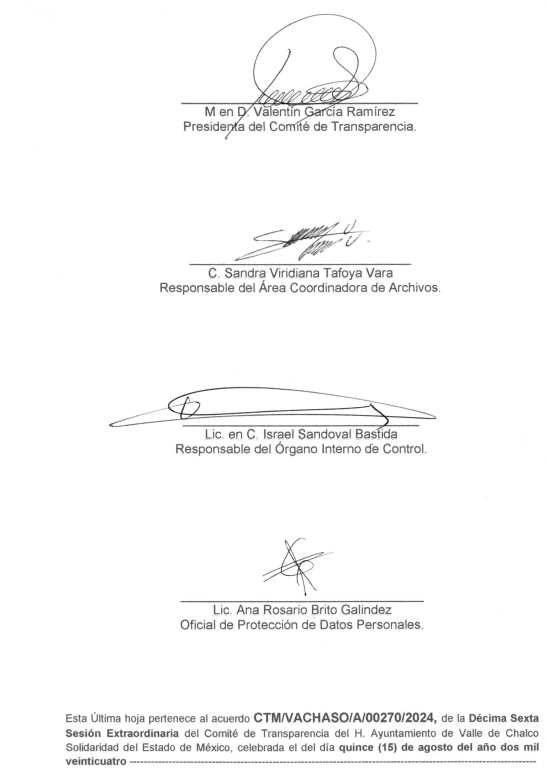 M en D. Valentín García Ramírez
Presidenta del Comité de Transparencia.
C. Sandra Viridiana Tafoya Vara
Responsable del Área Coordinadora de Archivos.
Lic. en C. Israel Sandoval Bastida
Responsable del Órgano Interno de Control.
Lic. Ana Rosario Brito Galindez
Oficial de Protección de Datos Personales.
Esta Última hoja pertenece al acuerdo CTM/VACHASO/A/00270/2024, de la Décima Sexta
Sesión Extraordinaria del Comité de Transparencia del H. Ayuntamiento de Valle de Chalco
Solidaridad del Estado de México, celebrada el del día quince (15) de agosto del año dos mil
veinticuatro ------------------------------------------------------------------------------------------------